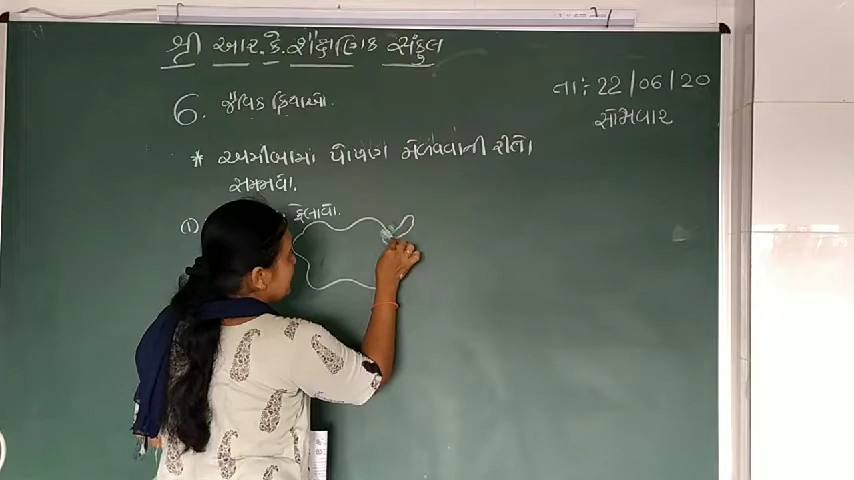 શ્રી આર.કે.શૈક્ષણિક સંકુલ
તા: 22/06/20
સોમવાર
6. જૈવિક ક્રિયાઓ.
* અમીબામાં પોષણ મેળવવાની રીતો
સમજાવો.
① ફેલાવો.